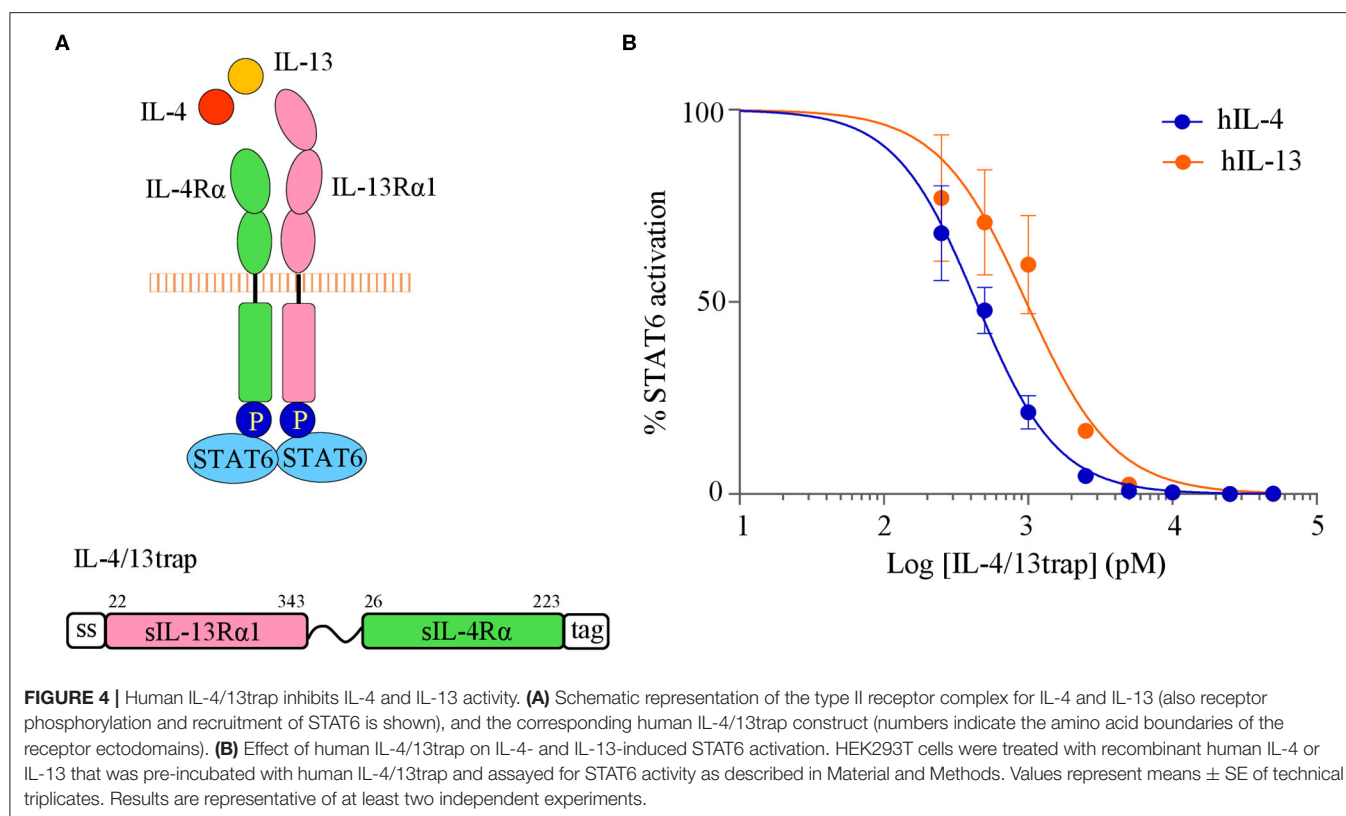 A
IL-13
IL-4
IL-4Rα
IL-13Rα1
P
P
STAT6
STAT6
IL-4/13trap
22
343
26
223
ss
sIL-13Rα1
sIL-4Rα
tag
B
100
50
0
% STAT6 activation
hIL-4
hIL-13
1
2
3
4
5
Log [IL-4/13trap] (pM)
FIGURE 4 | Human IL-4/13trap inhibits IL-4 and IL-13 activity. (A) Schematic representation of the type II receptor complex for IL-4 and IL-13 (also receptor
phosphorylation and recruitment of STAT6 is shown), and the corresponding human IL-4/13trap construct (numbers indicate the amino acid boundaries of the
receptor ectodomains). (B) Effect of human IL-4/13trap on IL-4- and IL-13-induced STAT6 activation. HEK293T cells were treated with recombinant human IL-4 or
IL-13 that was pre-incubated with human IL-4/13trap and assayed for STAT6 activity as described in Material and Methods. Values represent means ± SE of technical
triplicates. Results are representative of at least two independent experiments.